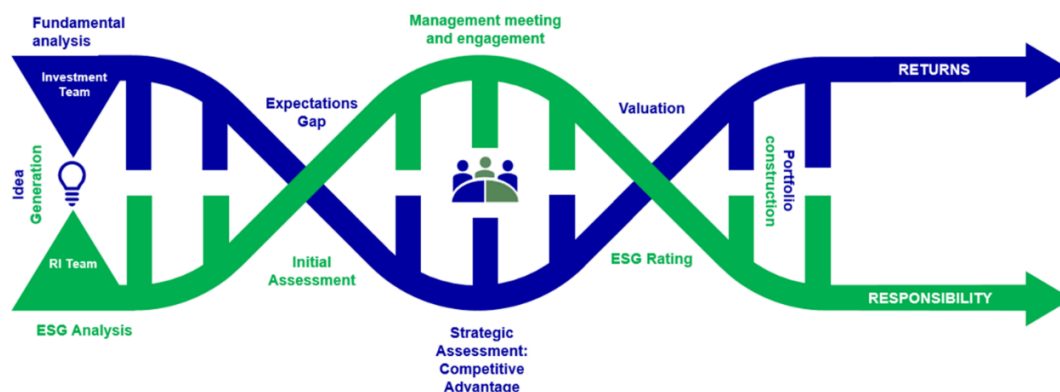 Fundamental
analysis
Investment
Team
Idea
Generation
RI Team
ESG Analysis
Expectations
Gap
Initial
Assessment
Management meeting
and engagement
Strategic
Assessment:
Competitive
Advantage
Valuation
ESG Rating
Portfolio
construction
RETURNS
RESPONSIBILITY